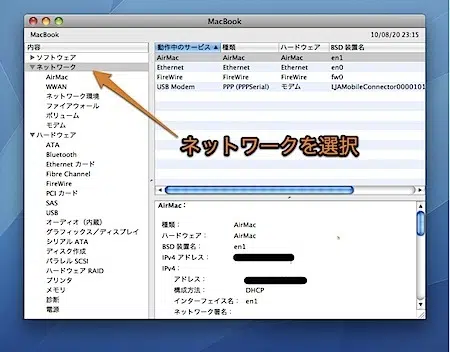 MacBook
MacBook 10/08/20 23:15
内容
▶ソフトウェア
▼ネットワーク
AirMac
WWAN
ネットワーク環境
ファイアウォール
ボリューム
モデム
▼ハードウェア
ATA
Bluetooth
Ethernet カード
Fibre Channel
FireWire
PCI カード
SAS
USB
オーディオ（内蔵）
グラフィックス／ディスプレイ
シリアル ATA
ディスク作成
パラレル SCSI
ハードウェア RAID
プリンタ
メモリ
診断
電源
動作中のサービス ▲ 種類 ハードウェア BSD 装置名
AirMac AirMac AirMac en1
Ethernet Ethernet Ethernet en0
FireWire FireWire FireWire fw0
USB Modem PPP (PPPSerial) モデム LJAMobileConnector0000101
ネットワークを選択
AirMac：
種類： AirMac
ハードウェア： AirMac
BSD 装置名： en1
IPv4 アドレス：
IPv4：
アドレス：
構成方法： DHCP
インターフェイス名： en1
ネットワーク署名：